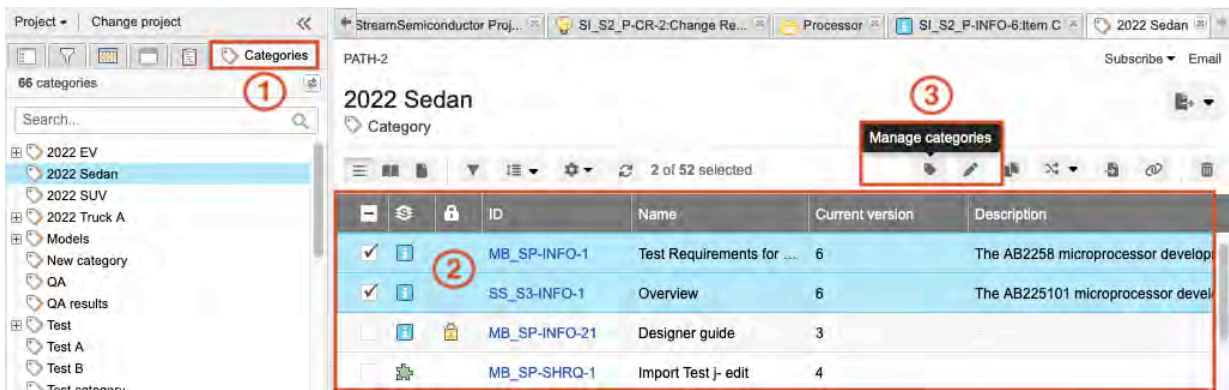 Project
Change project
Categories
1
66 categories
Search...
2022 EV
2022 Sedan
2022 SUV
2022 Truck A
Models
New category
QA
QA results
Test
Test A
Test B
Test category
StreamSemiconductor Proj...
SI_S2_P-CR-2:Change Re...
Processor
SI_S2_P-INFO-6:Item C
2022 Sedan
PATH-2
Subscribe
Email
2022 Sedan
Category
3
Manage categories
2 of 52 selected
ID Name Current version Description
2
MB_SP-INFO-1 Test Requirements for ... 6 The AB2258 microprocessor develop
SS_S3-INFO-1 Overview 6 The AB225101 microprocessor devel
MB_SP-INFO-21 Designer guide 3
MB_SP-SHRQ-1 Import Test j- edit 4